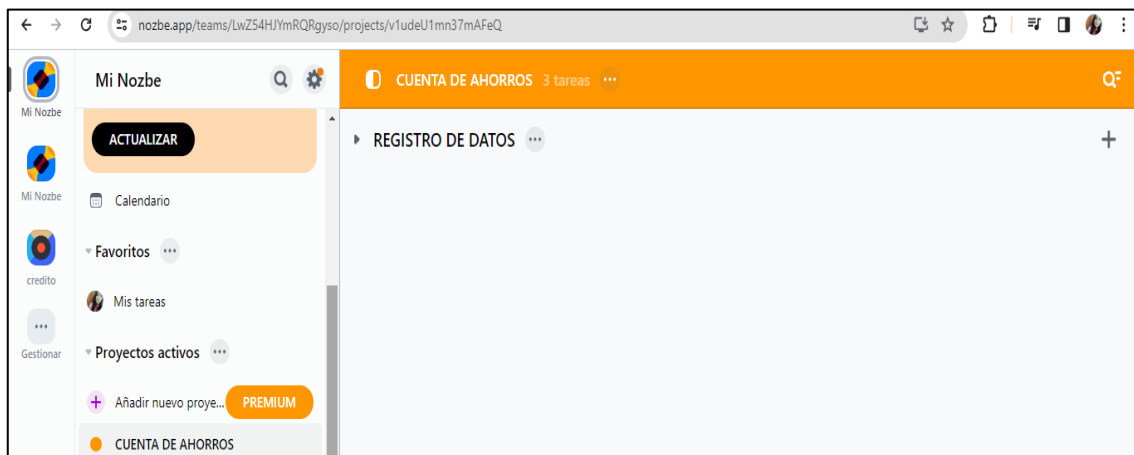 nozbe.app/teams/LwZ54HJYmRQRgyso/projects/v1udeU1mn37mAFeQ
Mi Nozbe
Mi Nozbe
credito
Gestionar
Mi Nozbe
ACTUALIZAR
Calendario
Favoritos
Mis tareas
Proyectos activos
Añadir nuevo proye... PREMIUM
CUENTA DE AHORROS
CUENTA DE AHORROS 3 tareas
REGISTRO DE DATOS